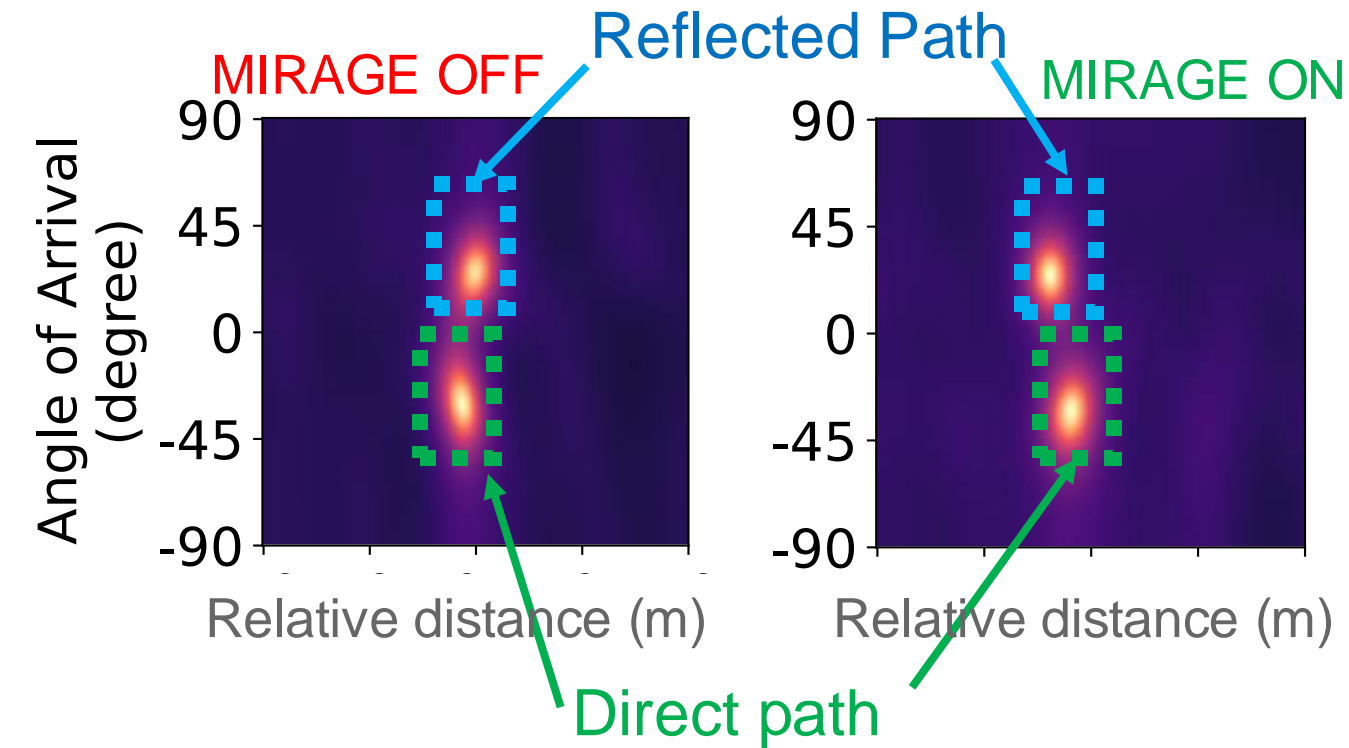 Reflected Path
MIRAGE OFF
MIRAGE ON
Angle of Arrival
(degree)
90
45
0
-45
-90
90
45
0
-45
-90
Relative distance (m)
Relative distance (m)
Direct path